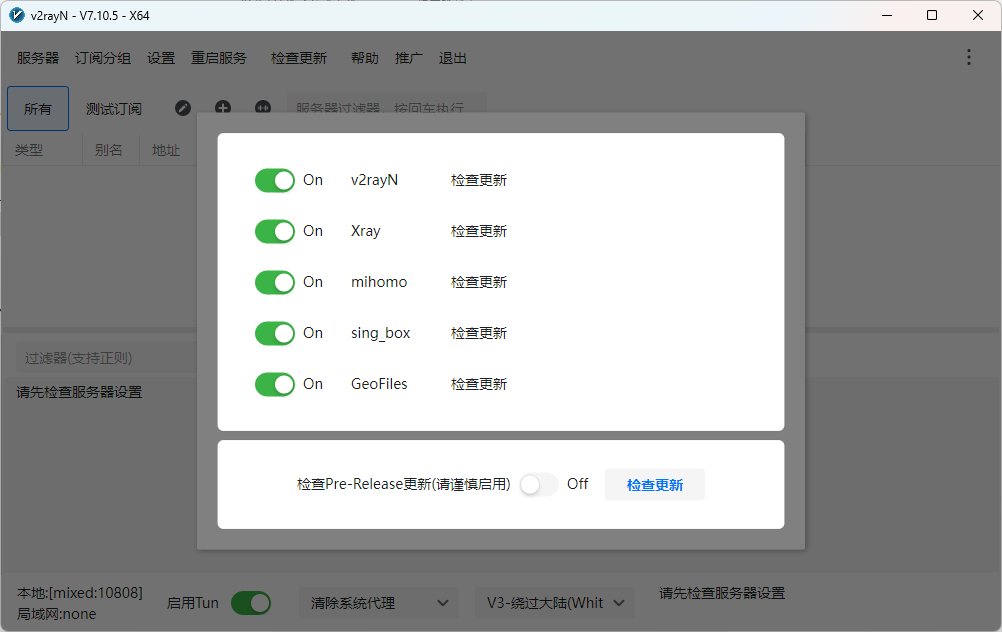 v2rayN - V7.10.5 - X64
服务器 订阅分组 设置 重启服务 检查更新 帮助 推广 退出
所有 测试订阅 服务器过滤器，按回车执行
类型 别名 地址
On v2rayN 检查更新
On Xray 检查更新
On mihomo 检查更新
On sing_box 检查更新
On GeoFiles 检查更新
过滤器(支持正则)
请先检查服务器设置
检查Pre-Release更新(请谨慎启用) Off 检查更新
本地:[mixed:10808]
局域网:none
启用Tun 清除系统代理 V3-绕过大陆(Whit 请先检查服务器设置